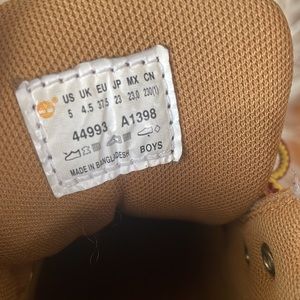 US UK EU JP MX CN
5 4.5 37.5 23 23.0 230(1)
44993 A1398
MADE IN BANGLADESH BOYS